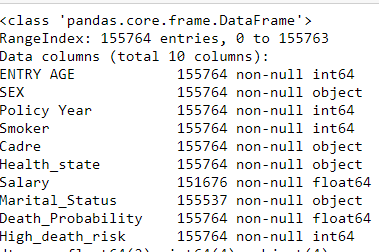 <class 'pandas.core.frame.DataFrame'>
RangeIndex: 155764 entries, 0 to 155763
Data columns (total 10 columns):
ENTRY AGE            155764 non-null int64
SEX                  155764 non-null object
Policy Year          155764 non-null int64
Smoker               155764 non-null int64
Cadre                155764 non-null object
Health_state         155764 non-null object
Salary               151676 non-null float64
Marital_Status       155537 non-null object
Death_Probability    155764 non-null float64
High_death_risk      155764 non-null int64